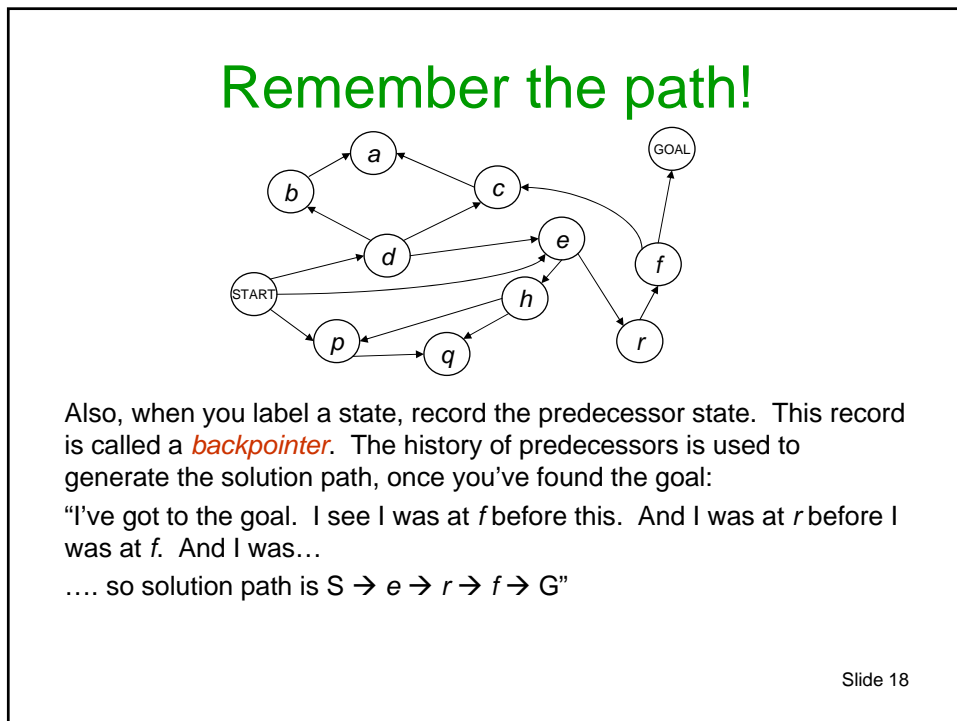 Remember the path!
a
GOAL
b
c
e
d
f
START
h
p
q
r
Also, when you label a state, record the predecessor state. This record
is called a backpointer. The history of predecessors is used to
generate the solution path, once you've found the goal:
“I've got to the goal. I see I was at f before this. And I was at r before I
was at f. And I was…
…. so solution path is S → e → r → f → G”
Slide 18